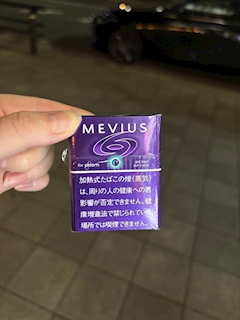 MEVIUS
for ploom
加熱式たばこの煙(蒸気)
は、周りの人の健康への悪
影響が否定できません。健
康増進法で禁じられている
場所では喫煙できません。